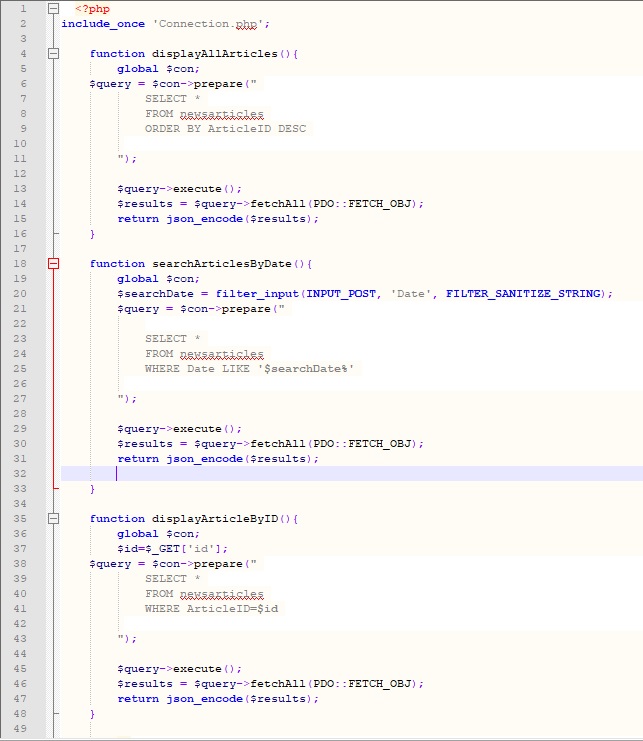 1 <?php
2 include_once 'Connection.php';
3
4 function displayAllArticles(){
5 global $con;
6 $query = $con->prepare("
7 SELECT *
8 FROM newsarticles
9 ORDER BY ArticleID DESC
10
11 ");
12
13 $query->execute();
14 $results = $query->fetchAll(PDO::FETCH_OBJ);
15 return json_encode($results);
16 }
17
18 function searchArticlesByDate(){
19 global $con;
20 $searchDate = filter_input(INPUT_POST, 'Date', FILTER_SANITIZE_STRING);
21 $query = $con->prepare("
22
23 SELECT *
24 FROM newsarticles
25 WHERE Date LIKE '$searchDate%'
26
27 ");
28
29 $query->execute();
30 $results = $query->fetchAll(PDO::FETCH_OBJ);
31 return json_encode($results);
32
33 }
34
35 function displayArticleByID(){
36 global $con;
37 $id=$_GET['id'];
38 $query = $con->prepare("
39 SELECT *
40 FROM newsarticles
41 WHERE ArticleID=$id
42
43 ");
44
45 $query->execute();
46 $results = $query->fetchAll(PDO::FETCH_OBJ);
47 return json_encode($results);
48 }
49